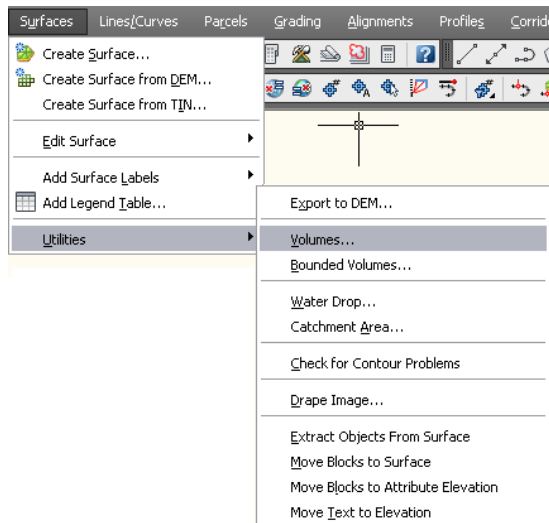 Surfaces Lines/Curves Parcels Grading Alignments Profiles
Create Surface...
Create Surface from DEM...
Create Surface from TIN...
Edit Surface
Add Surface Labels
Add Legend Table...
Utilities
Export to DEM...
Volumes...
Bounded Volumes...
Water Drop...
Catchment Area...
Check for Contour Problems
Drape Image...
Extract Objects From Surface
Move Blocks to Surface
Move Blocks to Attribute Elevation
Move Text to Elevation